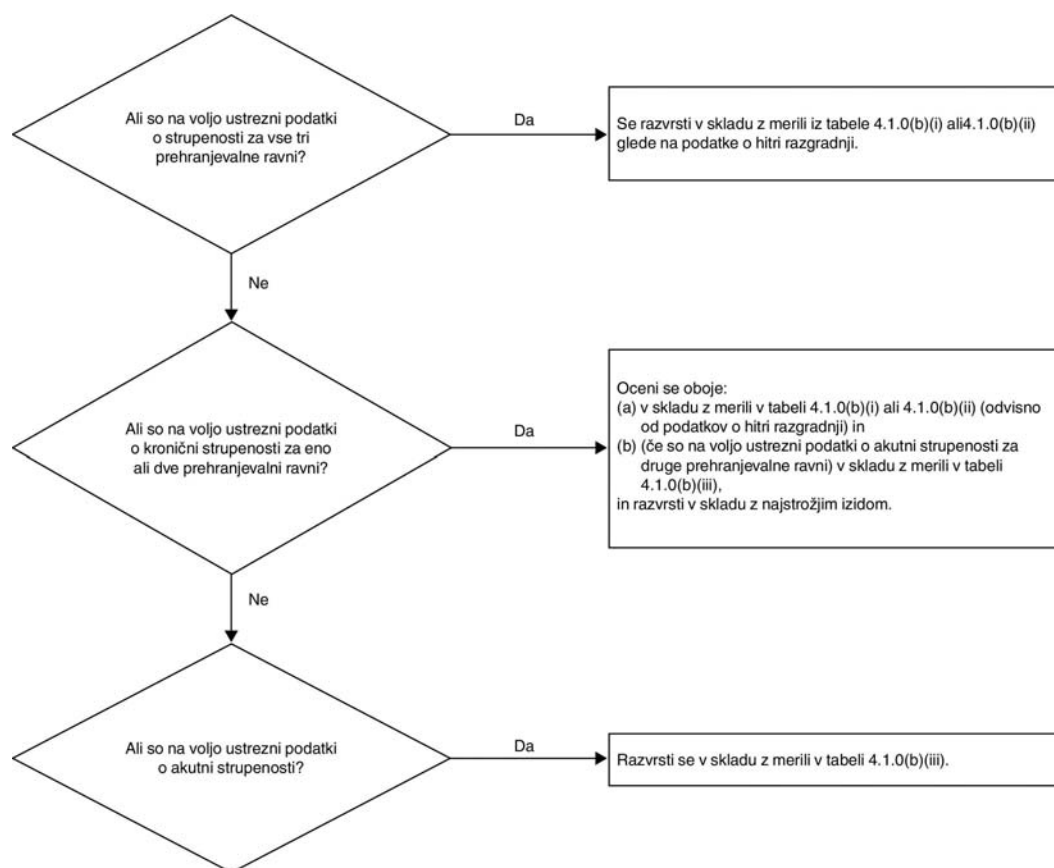 Ali so na voljo ustrezni podatki
o strupenosti za vse tri
prehranjevalne ravni?
Da
Se razvrsti v skladu z merili iz tabele 4.1.0(b)(i) ali4.1.0(b)(ii)
glede na podatke o hitri razgradnji.
Ne
Ali so na voljo ustrezni podatki
o kronični strupenosti za eno
ali dve prehranjevalni ravni?
Da
Oceni se oboje:
(a) v skladu z merili v tabeli 4.1.0(b)(i) ali 4.1.0(b)(ii) (odvisno
od podatkov o hitri razgradnji) in
(b) (če so na voljo ustrezni podatki o akutni strupenosti za
druge prehranjevalne ravni) v skladu z merili v tabeli
4.1.0(b)(iii),
in razvrsti v skladu z najstrožjim izidom.
Ne
Ali so na voljo ustrezni podatki
o akutni strupenosti?
Da
Razvrsti se v skladu z merili v tabeli 4.1.0(b)(iii).